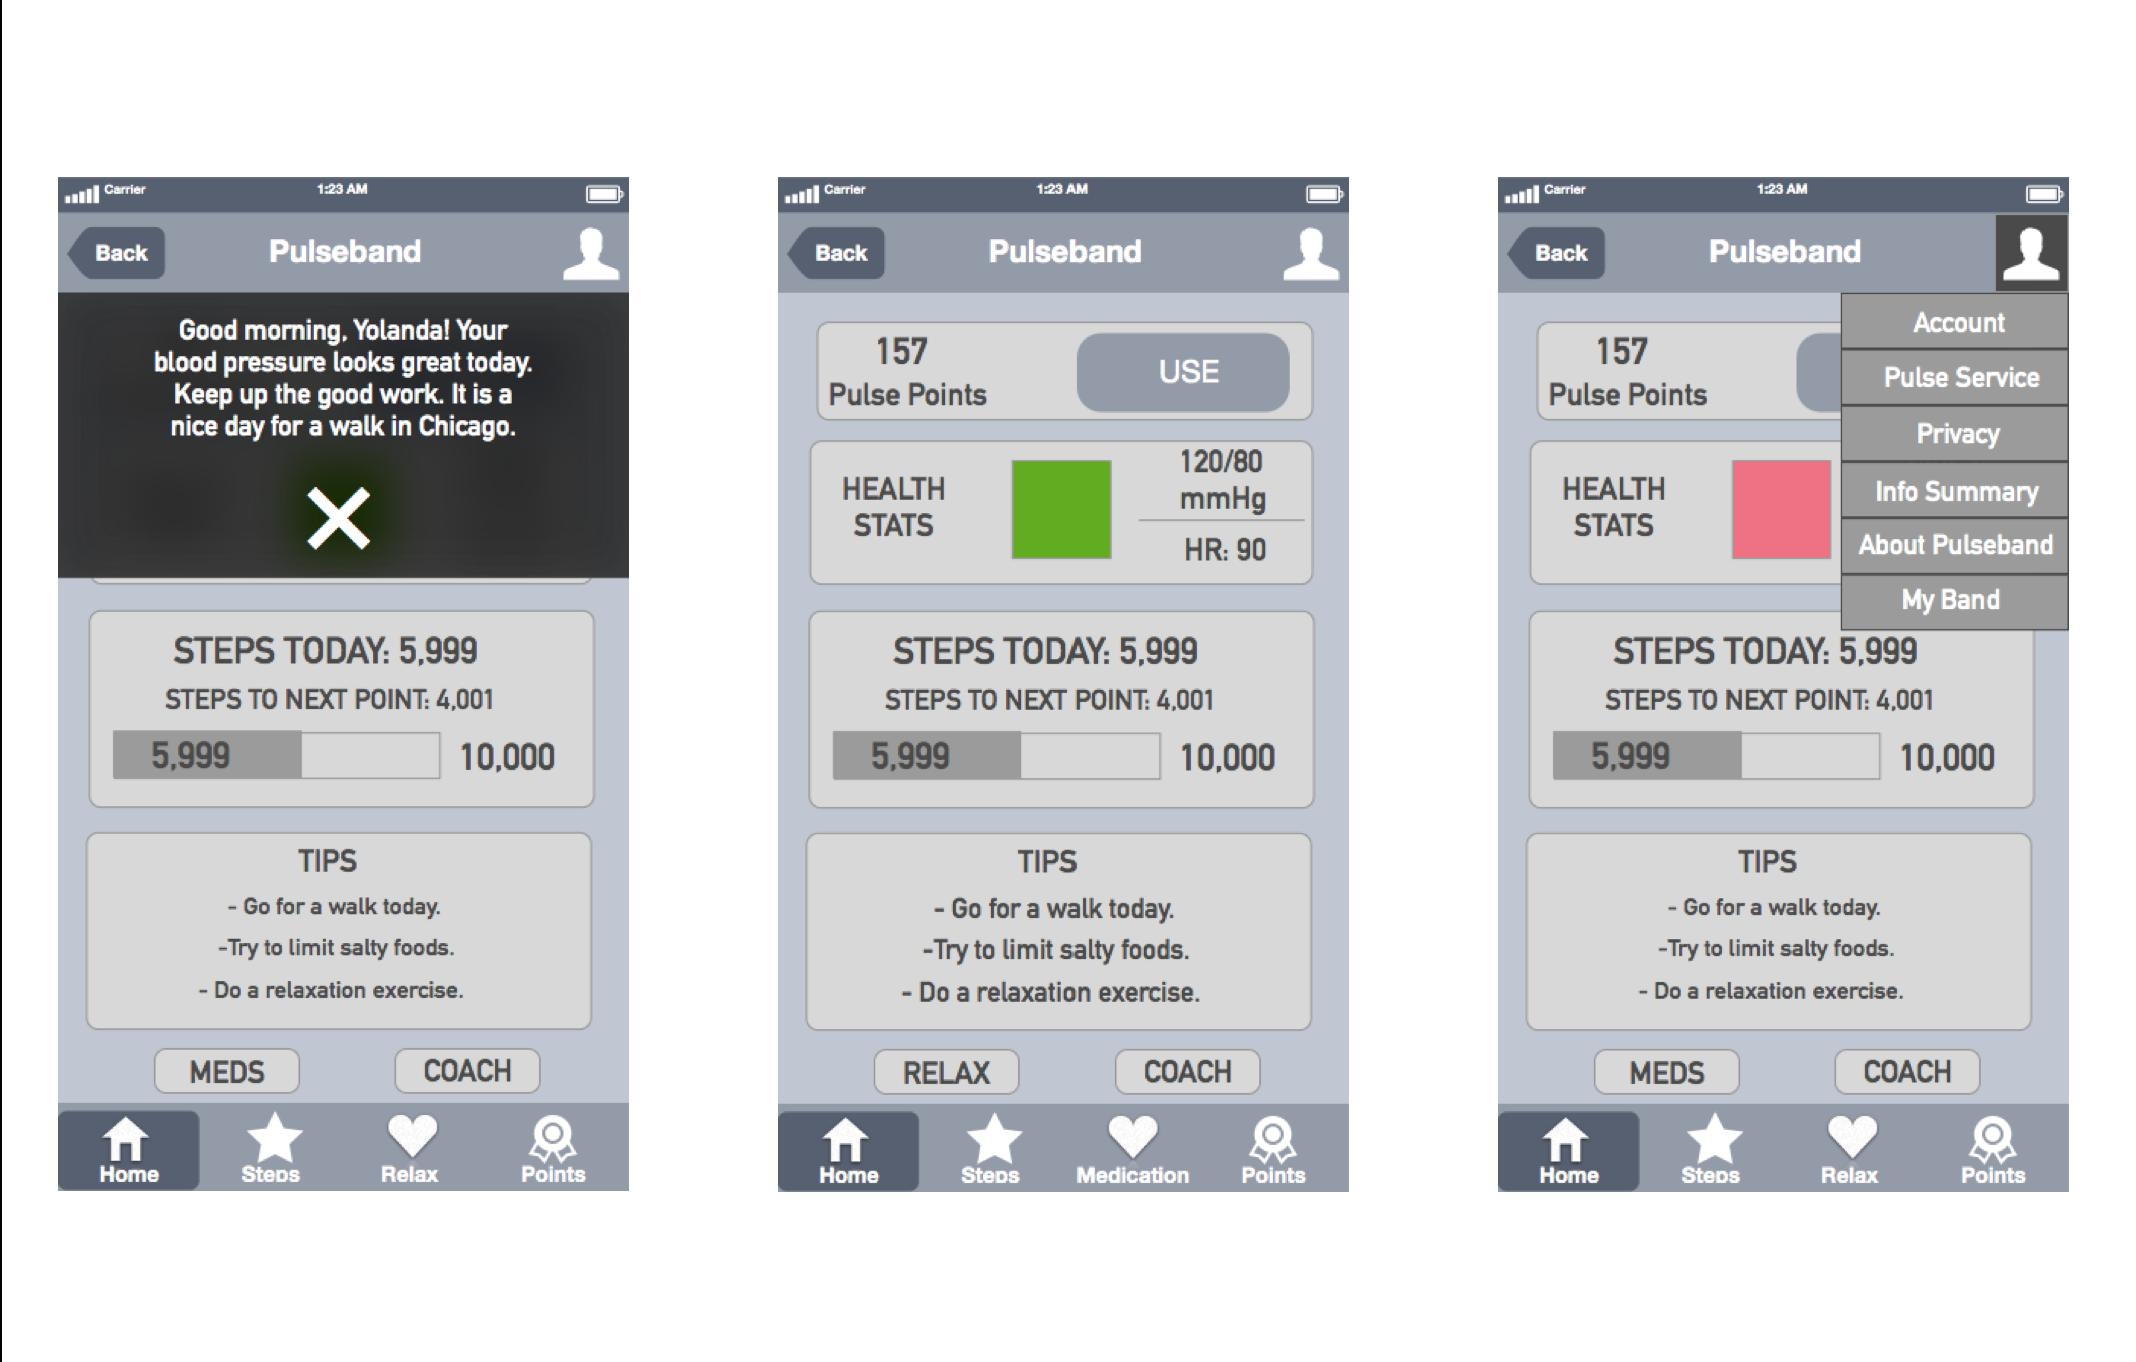 Carrier 1:23 AM
Back Pulseband
Good morning, Yolanda! Your
blood pressure looks great today.
Keep up the good work. It is a
nice day for a walk in Chicago.
STEPS TODAY: 5,999
STEPS TO NEXT POINT: 4,001
5,999 10,000
TIPS
- Go for a walk today.
-Try to limit salty foods.
- Do a relaxation exercise.
MEDS COACH
Home Steps Relax Points
Carrier 1:23 AM
Back Pulseband
157
Pulse Points
USE
HEALTH
STATS
120/80
mmHg
HR: 90
STEPS TODAY: 5,999
STEPS TO NEXT POINT: 4,001
5,999 10,000
TIPS
- Go for a walk today.
-Try to limit salty foods.
- Do a relaxation exercise.
RELAX COACH
Home Steps Medication Points
Carrier 1:23 AM
Back Pulseband
157
Pulse Points
HEALTH
STATS
Account
Pulse Service
Privacy
Info Summary
About Pulseband
My Band
STEPS TODAY: 5,999
STEPS TO NEXT POINT: 4,001
5,999 10,000
TIPS
- Go for a walk today.
-Try to limit salty foods.
- Do a relaxation exercise.
MEDS COACH
Home Steps Relax Points